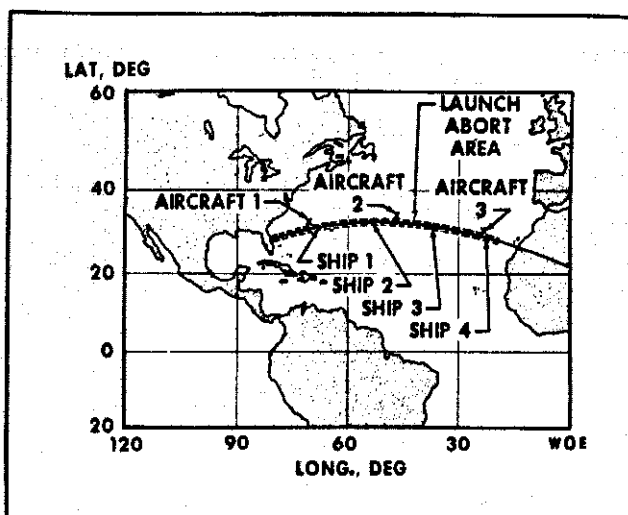 LAT, DEG
60
LAUNCH
ABORT
AREA
40
AIRCRAFT 1
AIRCRAFT
2
AIRCRAFT
3
20
SHIP 1
SHIP 2
SHIP 3
SHIP 4
0
20
120
90
60
30
W0E
LONG., DEG